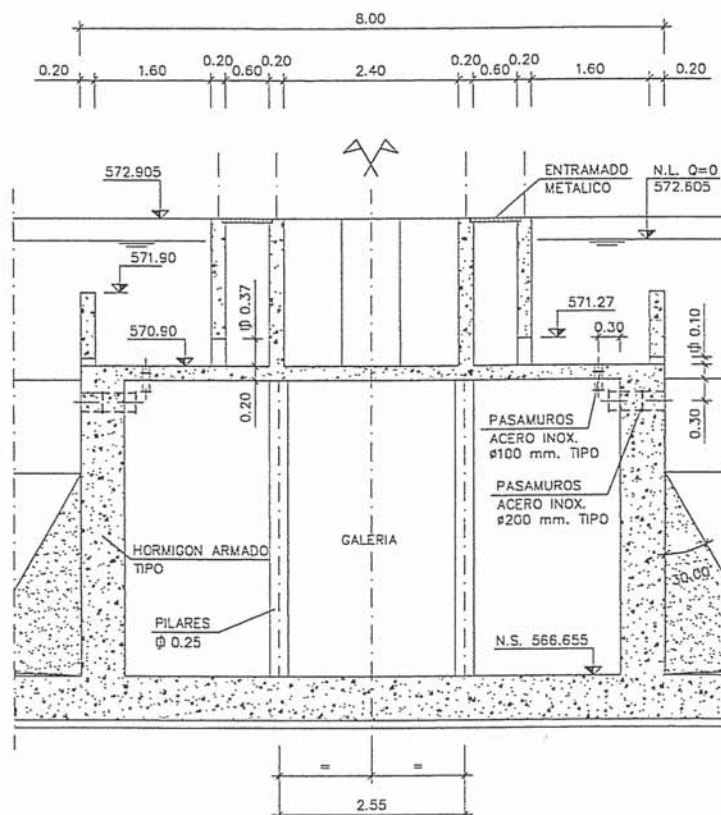 8.00
0.20 0.20 0.20 0.20
0.20 1.60 0.60 2.40 0.60 1.60 0.20
572.905
ENTRAMADO
METALICO
N.L. Q=0
572.605
571.90
ϕ 0.37
571.27
570.90
0.30
ϕ 0.10
0.20
0.30
PASAMUROS
ACERO INOX.
ø100 mm. TIPO
PASAMUROS
ACERO INOX.
ø200 mm. TIPO
GALERIA
HORMIGON ARMADO
TIPO
30.00°
PILARES
ϕ 0.25
N.S. 566.655
= =
2.55